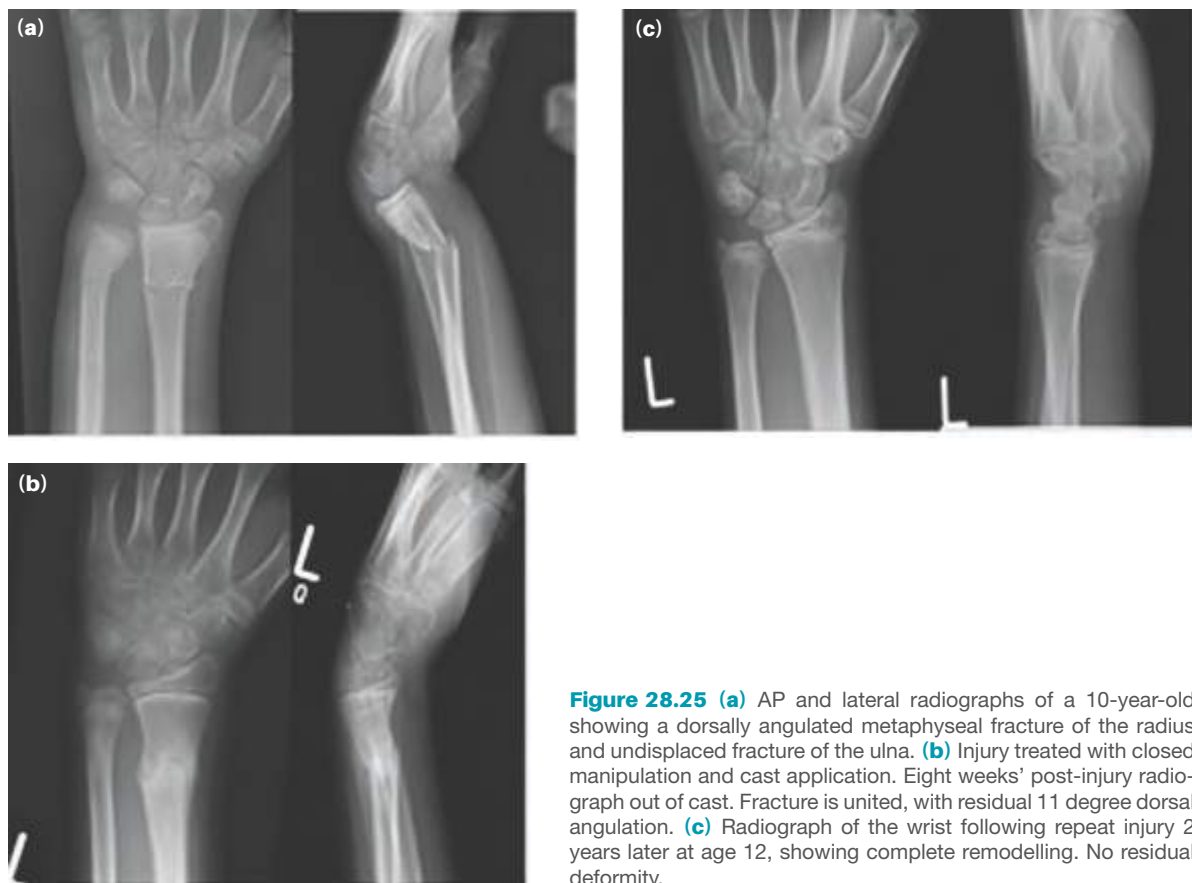 (a)
(c)
L
L
(b)
L
Q
L
Figure 28.25 (a) AP and lateral radiographs of a 10-year-old
showing a dorsally angulated metaphyseal fracture of the radius
and undisplaced fracture of the ulna. (b) Injury treated with closed
manipulation and cast application. Eight weeks’ post-injury radio-
graph out of cast. Fracture is united, with residual 11 degree dorsal
angulation. (c) Radiograph of the wrist following repeat injury 2
years later at age 12, showing complete remodelling. No residual
deformity.